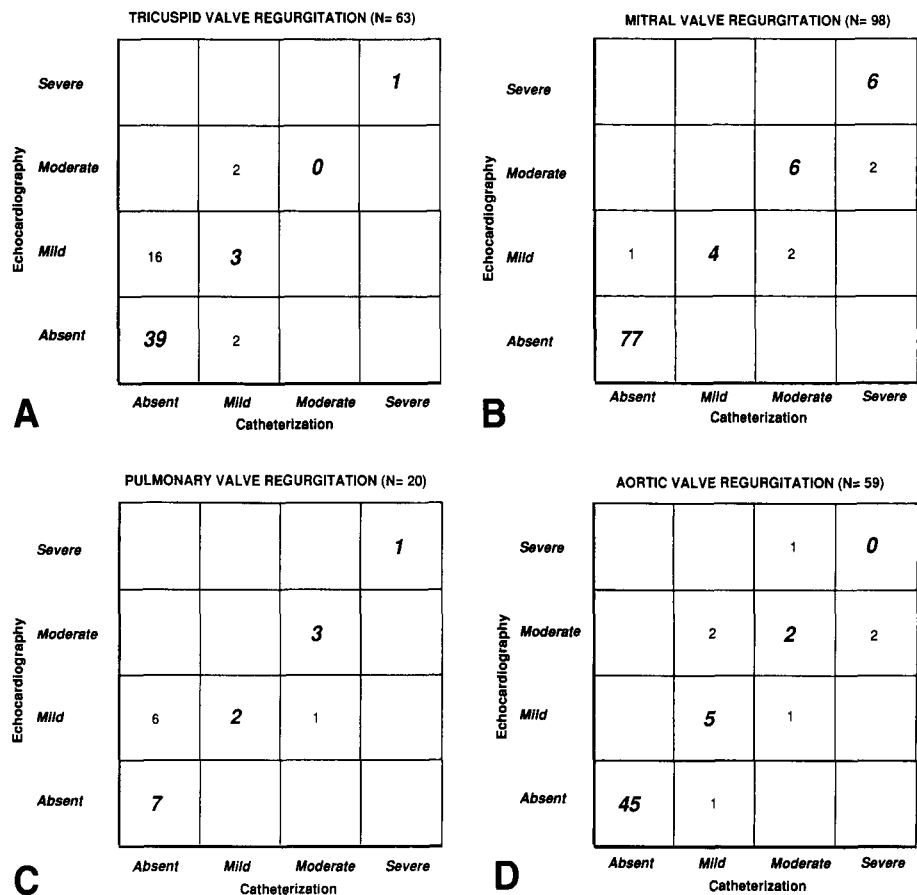 TRICUSPID VALVE REGURGITATION (N= 63)
Severe
1
Moderate
2
0
Mild
16
3
Absent
39
2
Echocardiography
Absent
Mild
Moderate
Severe
Catheterization
A
MITRAL VALVE REGURGITATION (N= 98)
Severe
6
Moderate
6
2
Mild
1
4
2
Absent
77
Echocardiography
Absent
Mild
Moderate
Severe
Catheterization
B
PULMONARY VALVE REGURGITATION (N= 20)
Severe
1
Moderate
3
Mild
6
2
1
Absent
7
Echocardiography
Absent
Mild
Moderate
Severe
Catheterization
C
AORTIC VALVE REGURGITATION (N= 59)
Severe
1
0
Moderate
2
2
2
Mild
5
1
Absent
45
1
Echocardiography
Absent
Mild
Moderate
Severe
Catheterization
D